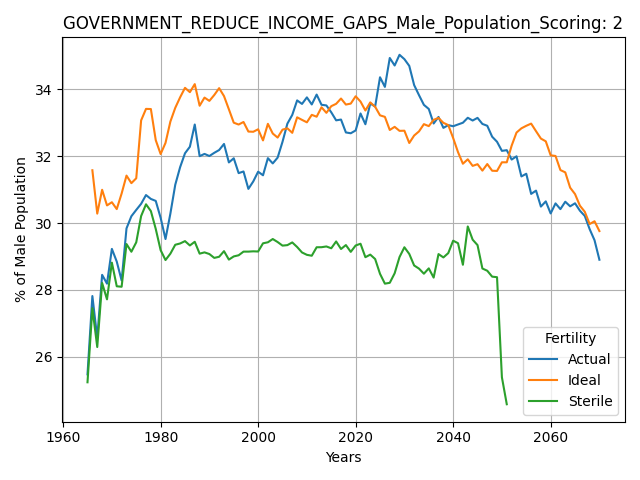 GOVERNMENT_REDUCE_INCOME_GAPS_Male_Population_Scoring: 2
% of Male Population
34
32
30
28
26
1960 1980 2000 2020 2040 2060
Years
Fertility
Actual
Ideal
Sterile